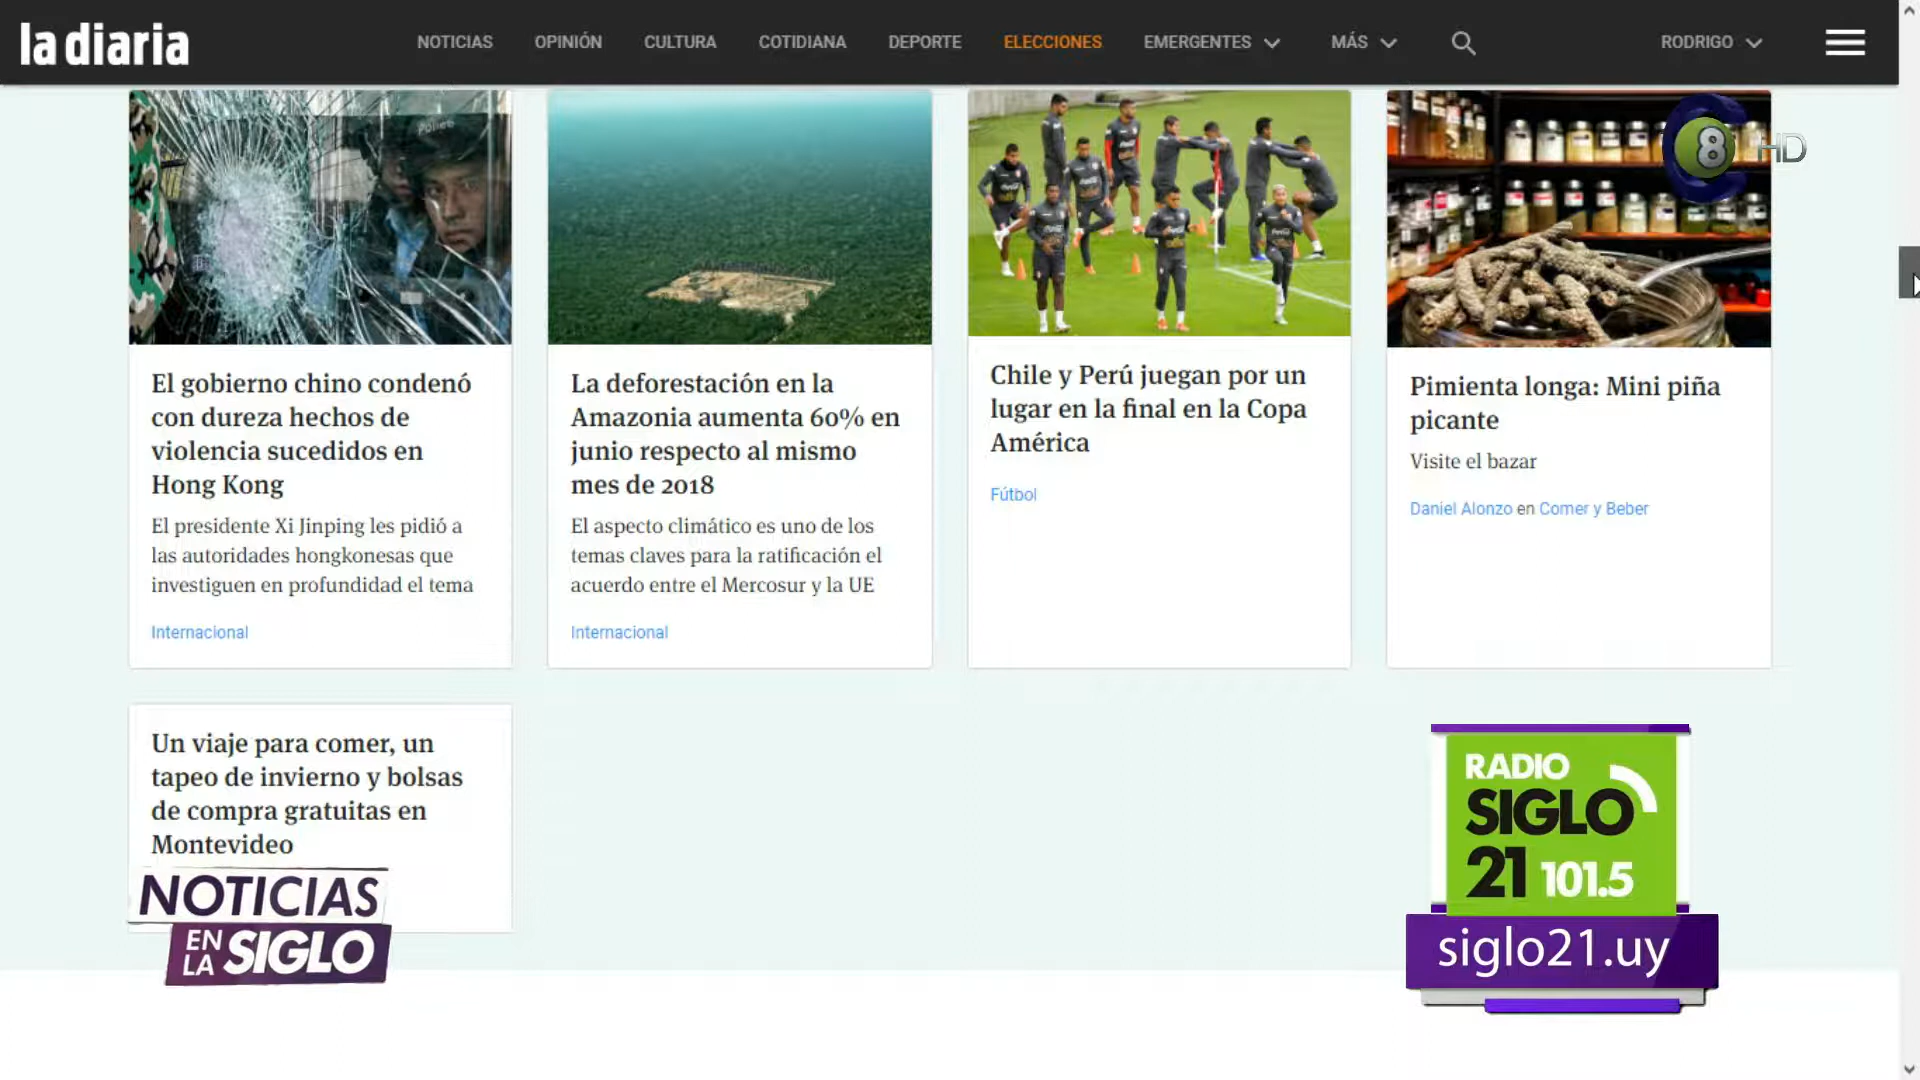 la diaria
NOTICIAS
OPINIÓN
CULTURA
COTIDIANA
DEPORTE
ELECCIONES
EMERGENTES
MÁS
RODRIGO
Police
8 HD
El gobierno chino condenó
con dureza hechos de
violencia sucedidos en
Hong Kong
El presidente Xi Jinping les pidió a
las autoridades hongkonesas que
investiguen en profundidad el tema
Internacional
La deforestación en la
Amazonia aumenta 60% en
junio respecto al mismo
mes de 2018
El aspecto climático es uno de los
temas claves para la ratificación el
acuerdo entre el Mercosur y la UE
Internacional
Chile y Perú juegan por un
lugar en la final en la Copa
América
Fútbol
Pimienta longa: Mini piña
picante
Visite el bazar
Daniel Alonzo en Comer y Beber
Un viaje para comer, un
tapeo de invierno y bolsas
de compra gratuitas en
Montevideo
NOTICIAS
EN LA SIGLO
RADIO
SIGLO
21 101.5
siglo21.uy